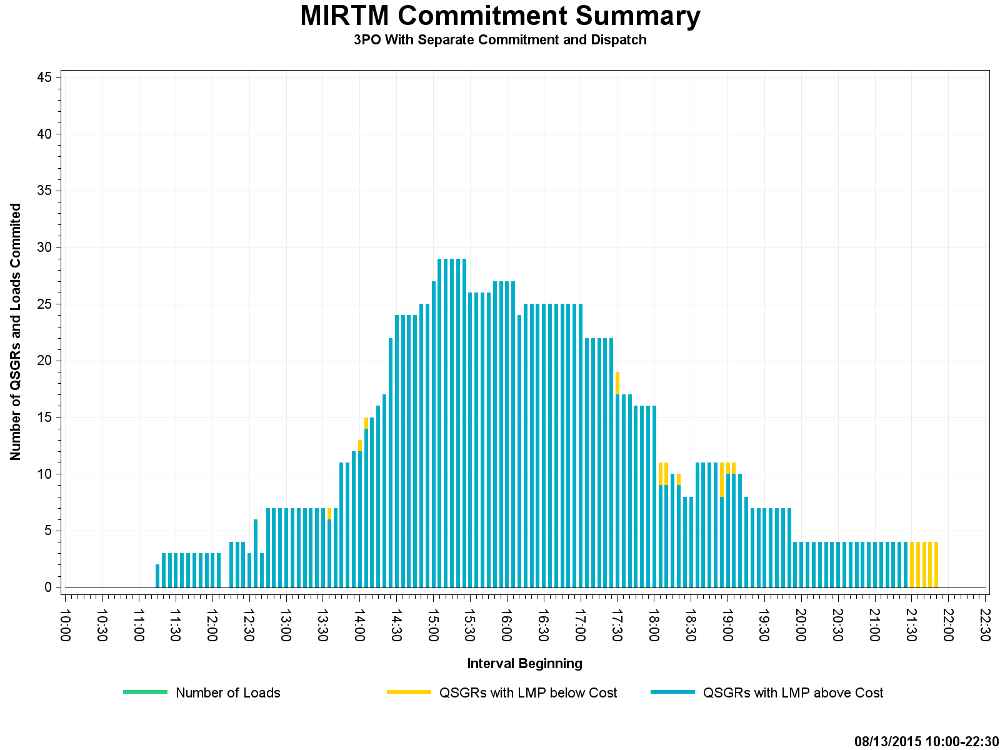 MIRTM Commitment Summary
3PO With Separate Commitment and Dispatch
Number of QSGRs and Loads Commited
45
40
35
30
25
20
15
10
5
0
10:00 10:30 11:00 11:30 12:00 12:30 13:00 13:30 14:00 14:30 15:00 15:30 16:00 16:30 17:00 17:30 18:00 18:30 19:00 19:30 20:00 20:30 21:00 21:30 22:00 22:30
Interval Beginning
Number of Loads QSGRs with LMP below Cost QSGRs with LMP above Cost
08/13/2015 10:00-22:30